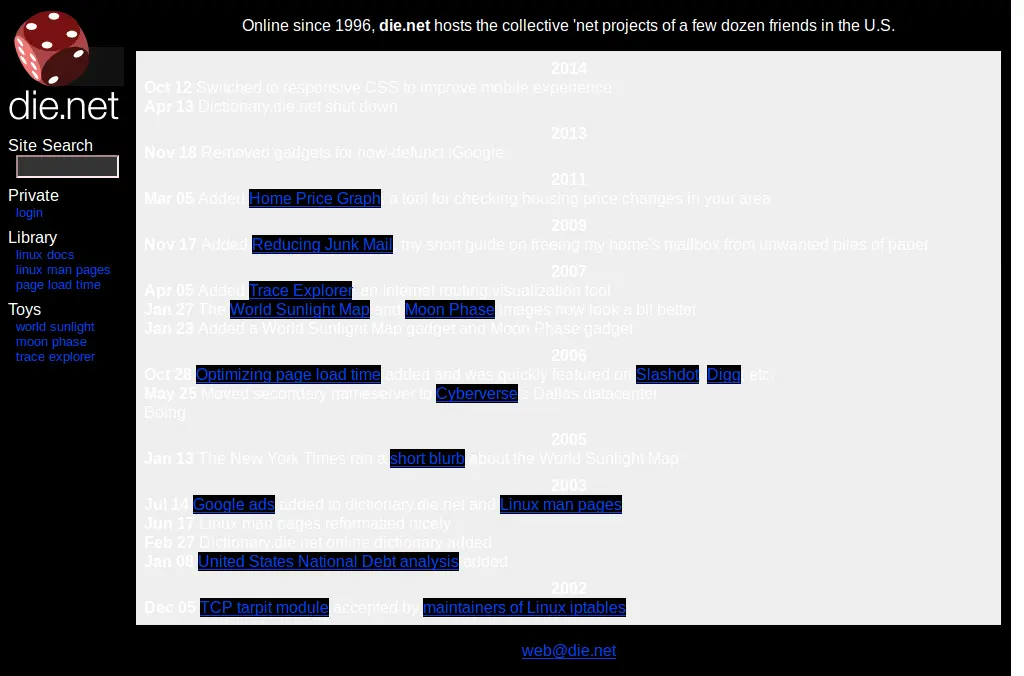 die.net
Online since 1996, die.net hosts the collective 'net projects of a few dozen friends in the U.S.
Site Search
Private
login
Library
linux docs
linux man pages
page load time
Toys
world sunlight
moon phase
trace explorer
2014
Oct 12 Switched to responsive CSS to improve mobile experience
Apr 13 Dictionary.die.net shut down
2013
Nov 18 Removed gadgets for now-defunct iGoogle
2011
Mar 05 Added Home Price Graph, a tool for checking housing price changes in your area
2009
Nov 17 Added Reducing Junk Mail, my short guide on freeing my home's mailbox from unwanted piles of paper
2007
Apr 05 Added Trace Explorer, an internet routing visualization tool
Jan 27 The World Sunlight Map and Moon Phase images now look a bit better
Jan 23 Added a World Sunlight Map gadget and Moon Phase gadget
2006
Oct 28 Optimizing page load time added and was quickly featured on Slashdot, Digg, etc.
May 25 Moved secondary nameserver to Cyberverse's Dallas datacenter
Boing.
2005
Jan 13 The New York Times ran a short blurb about the World Sunlight Map
2003
Jul 14 Google ads added to dictionary.die.net and Linux man pages
Jun 17 Linux man pages reformatted nicely
Feb 27 Dictionary.die.net online dictionary added
Jan 08 United States National Debt analysis added
2002
Dec 05 TCP tarpit module accepted by maintainers of Linux iptables
web@die.net